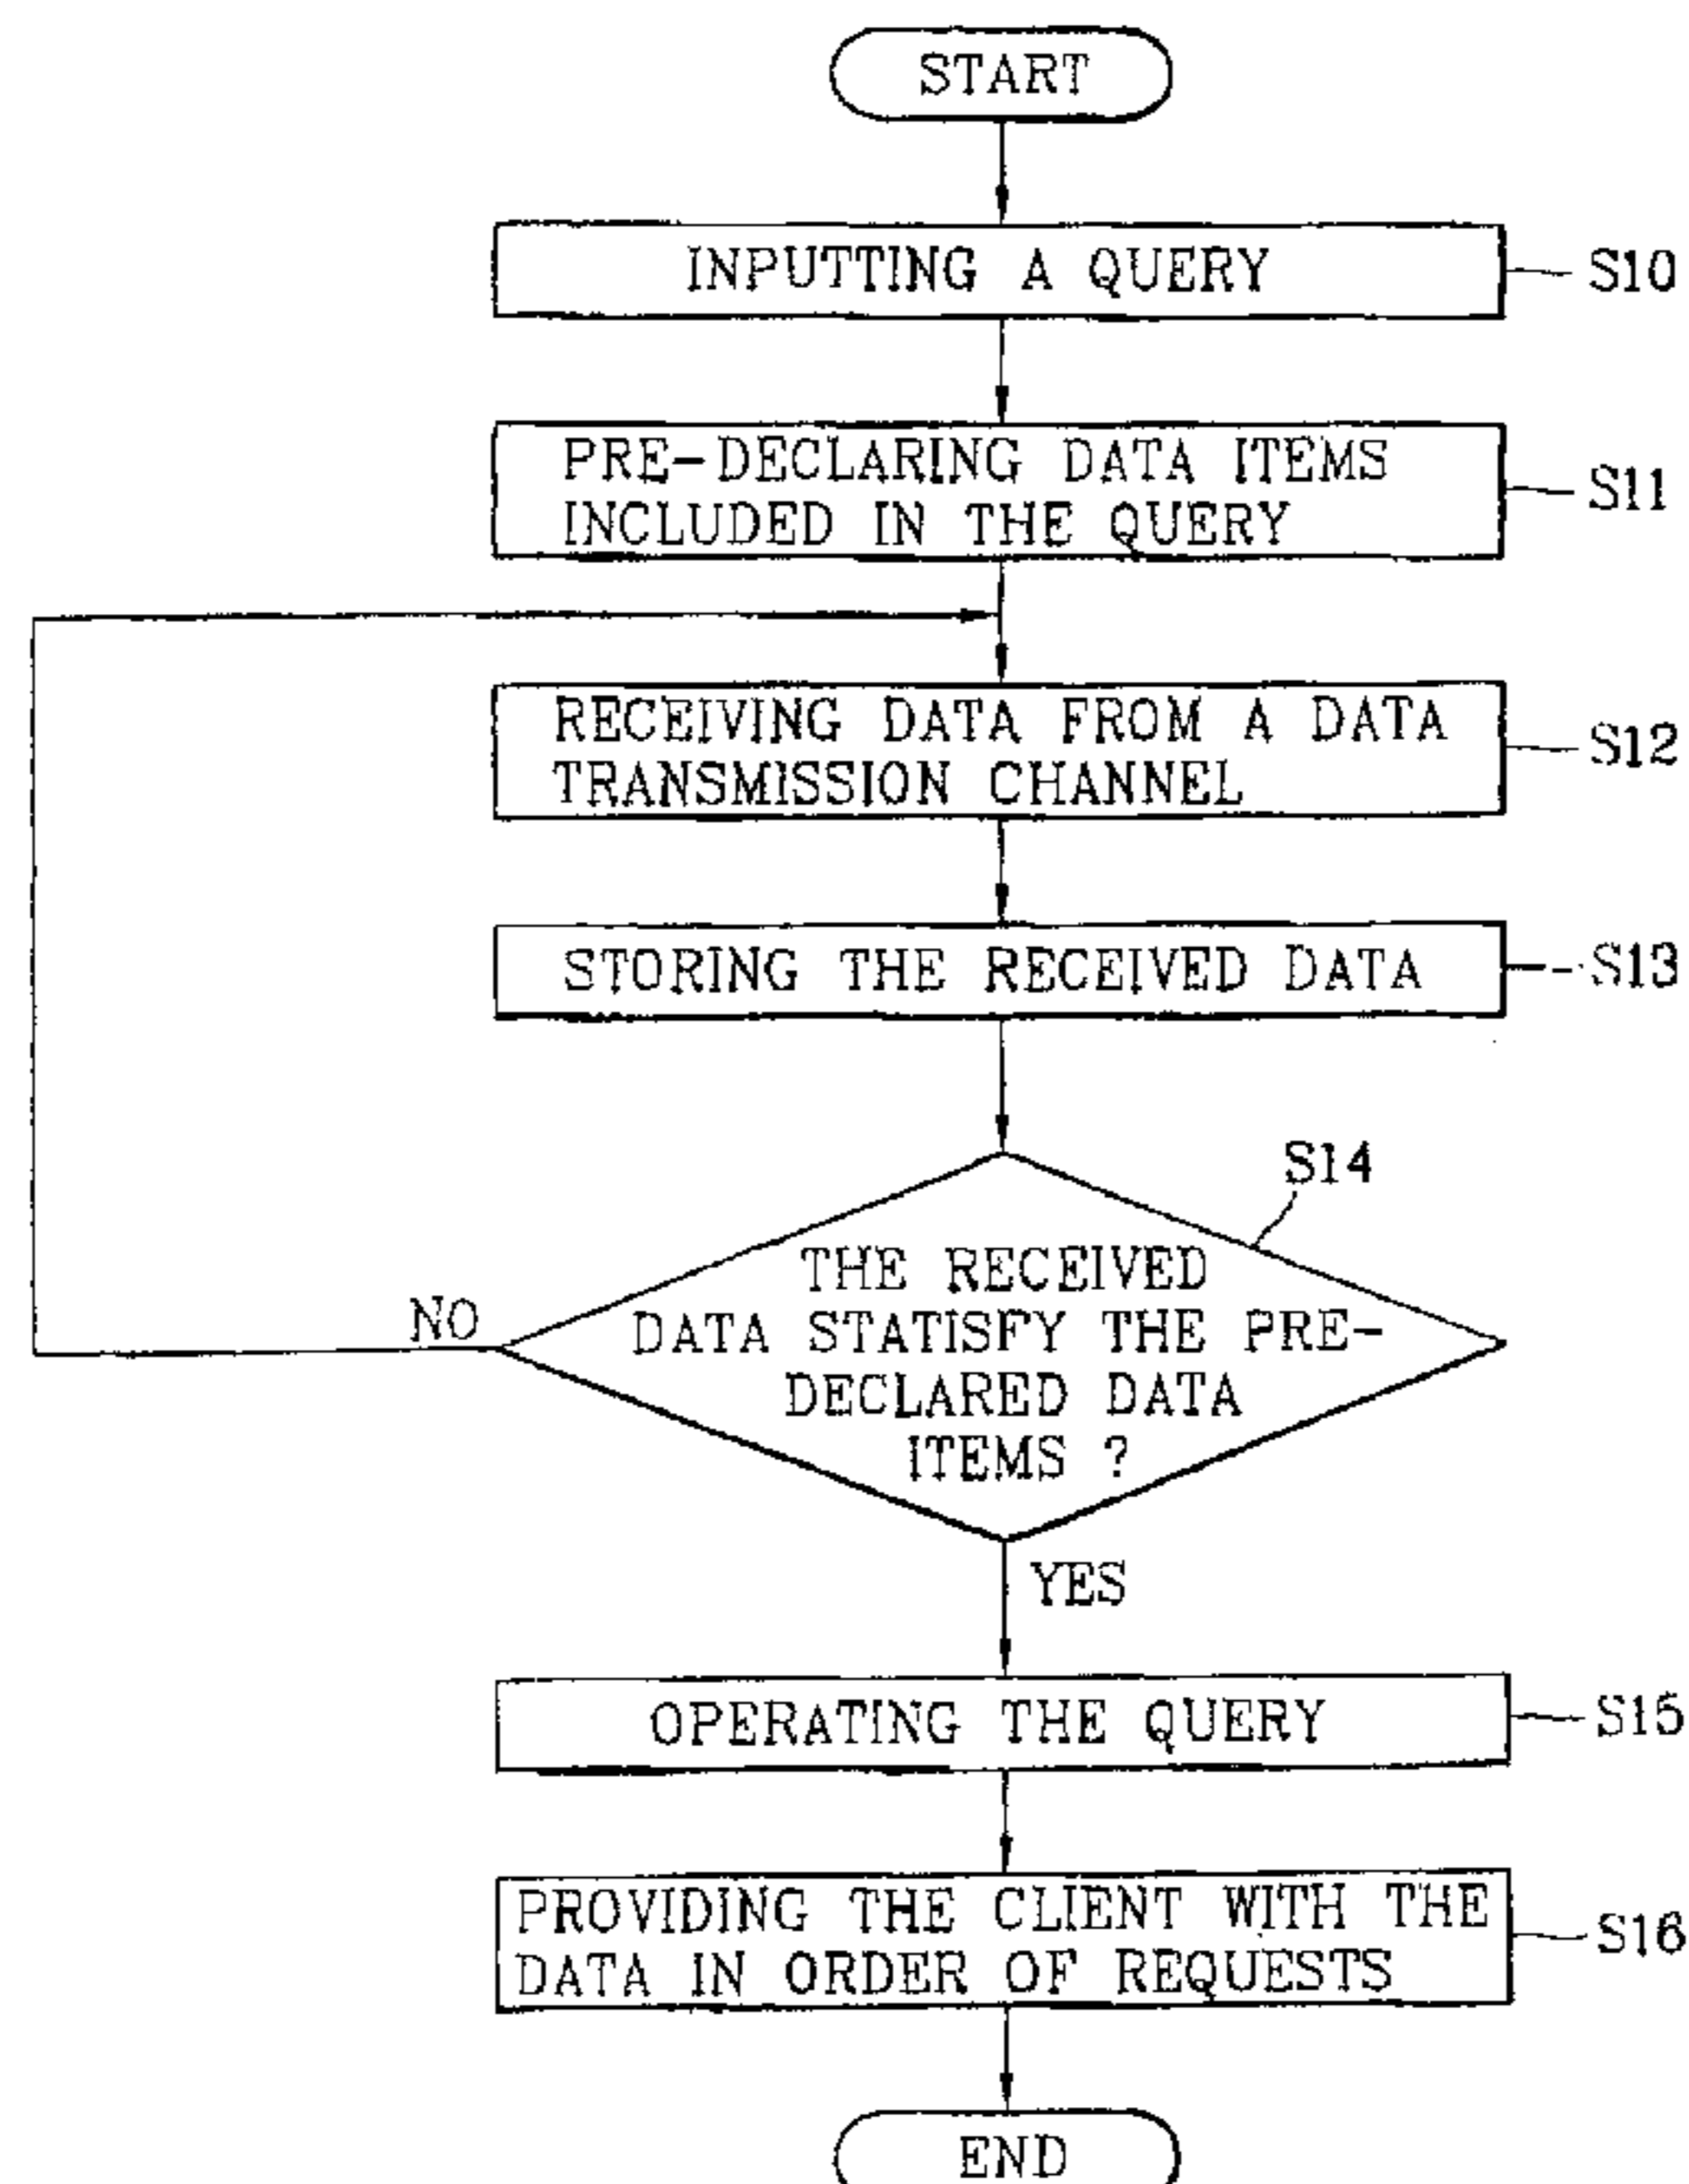 START
INPUTTING A QUERY
S10
PRE-DECLARING DATA ITEMS
INCLUDED IN THE QUERY
S11
RECEIVING DATA FROM A DATA
TRANSMISSION CHANNEL
S12
STORING THE RECEIVED DATA
S13
S14
THE RECEIVED
DATA STATISFY THE PRE-
DECLARED DATA
ITEMS ?
NO
YES
OPERATING THE QUERY
S15
PROVIDING THE CLIENT WITH THE
DATA IN ORDER OF REQUESTS
S16
END